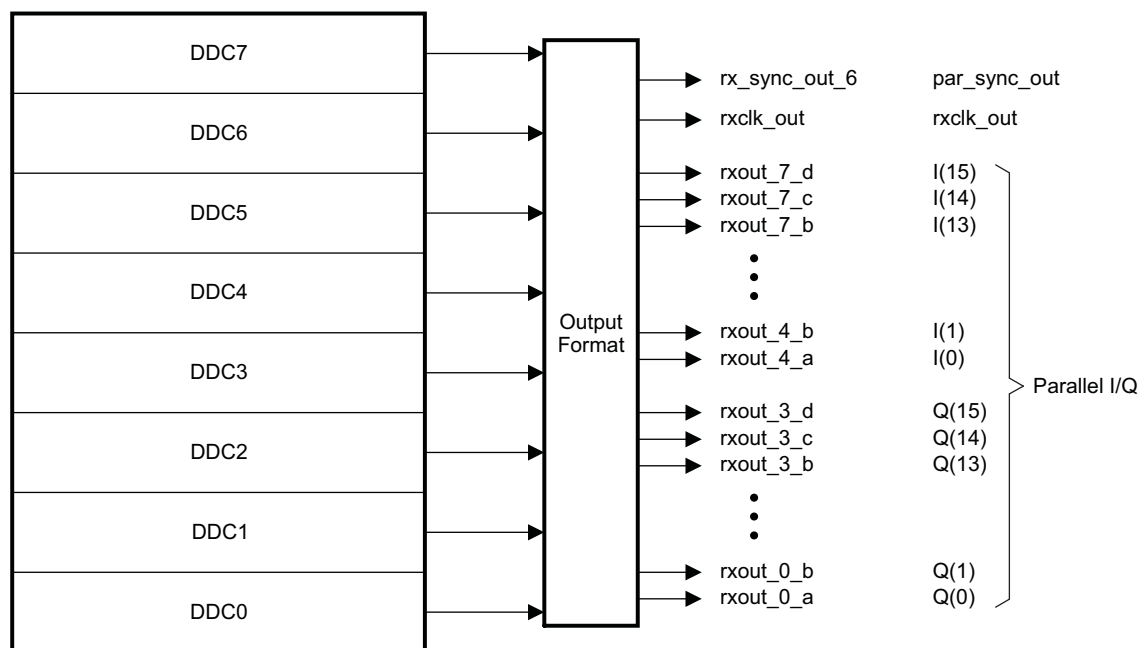 DDC7
DDC6
DDC5
DDC4
DDC3
DDC2
DDC1
DDC0
Output
Format
rx_sync_out_6 par_sync_out
rxclk_out rxclk_out
rxout_7_d I(15)
rxout_7_c I(14)
rxout_7_b I(13)
rxout_4_b I(1)
rxout_4_a I(0)
rxout_3_d Q(15)
rxout_3_c Q(14)
rxout_3_b Q(13)
rxout_0_b Q(1)
rxout_0_a Q(0)
Parallel I/Q